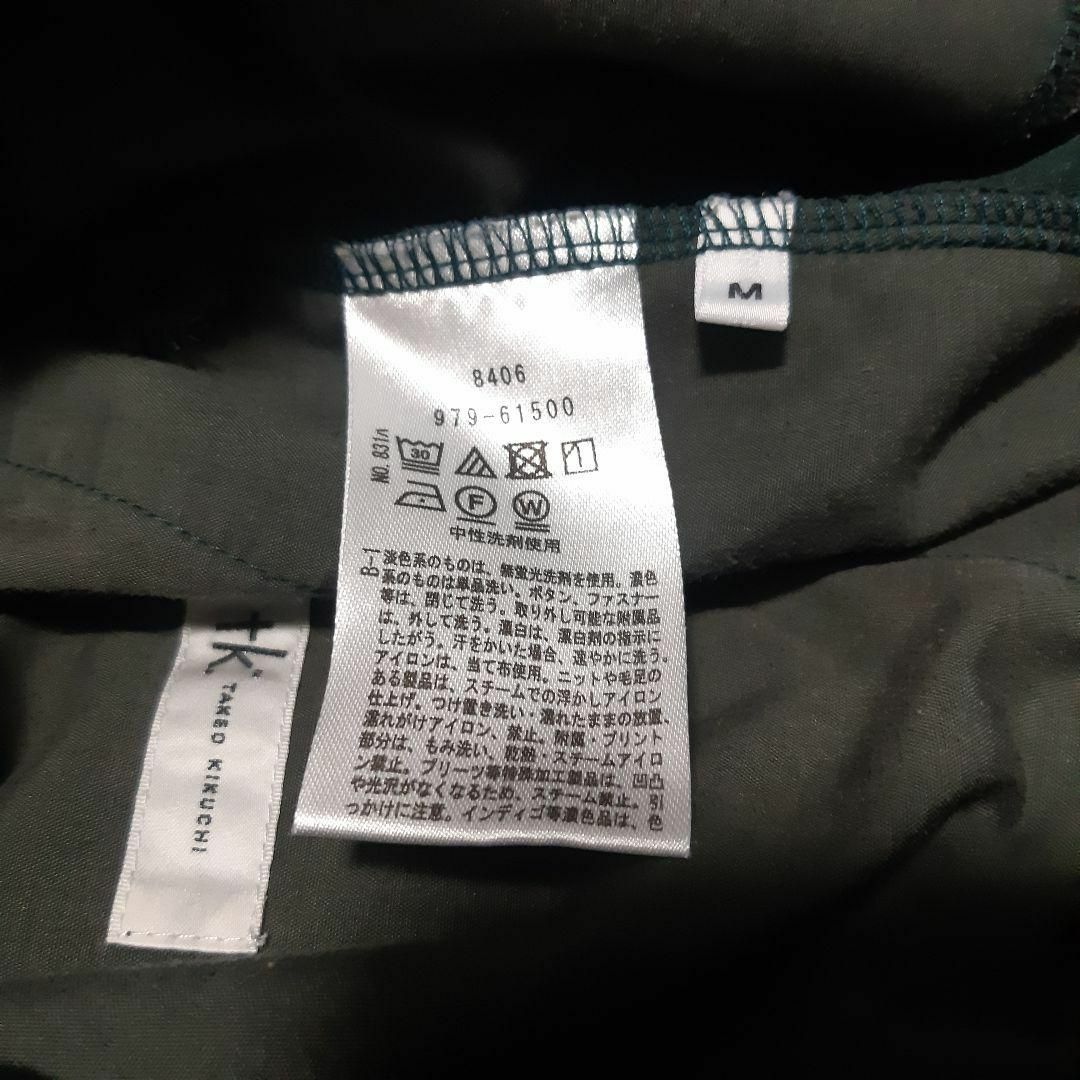 M
8406
979-61500
NO. 831ハ
30
F
W
中性洗剤使用
B-1
淡色系のものは、無蛍光洗剤を使用。濃色
系のものは単品洗い。ボタン、ファスナー
等は、閉じて洗う。取り外し可能な附属品
は、外して洗う。漂白は、漂白剤の指示に
したがう。汗をかいた場合、速やかに洗う。
アイロンは、当て布使用。ニットや毛足の
ある製品は、スチームでの浮かしアイロン
仕上げ。つけ置き洗い・濡れたままの放置、
濡れがけアイロン、禁止。附属・プリント
部分は、もみ洗い、乾熱・スチームアイロ
ン禁止。プリーツ等特殊加工製品は、凹凸
や光沢がなくなるため、スチーム禁止。引
っかけに注意。インディゴ等濃色品は、色
tk.
TAKEO KIKUCHI